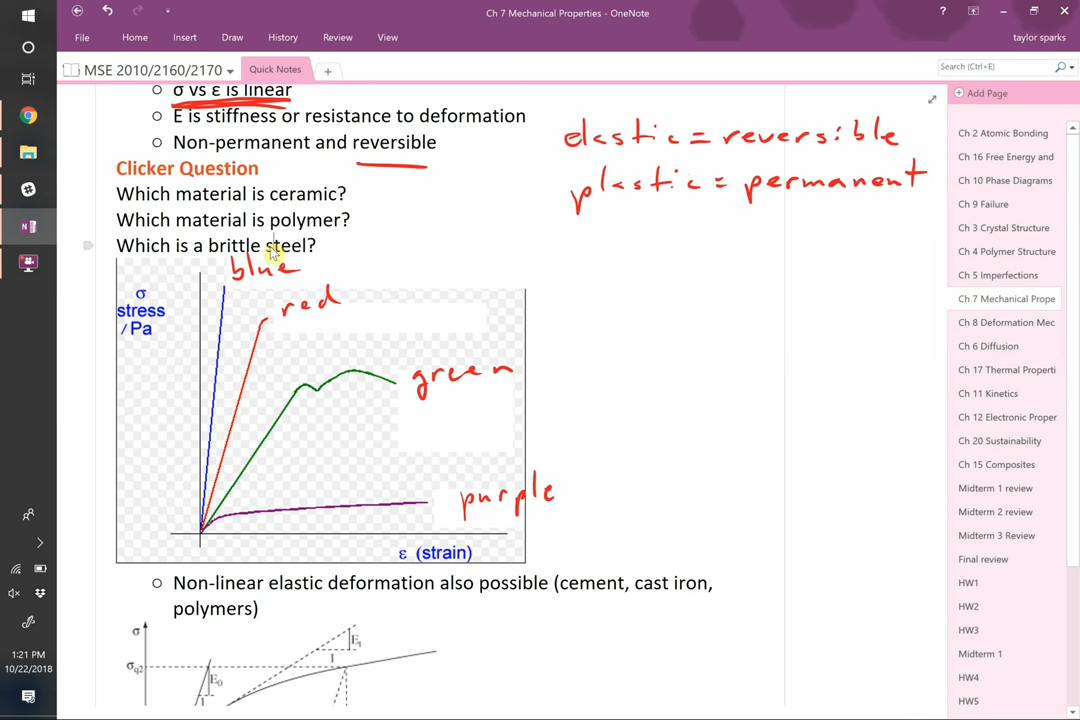 Ch 7 Mechanical Properties - OneNote
?
File Home Insert Draw History Review View
taylor sparks
MSE 2010/2160/2170
Quick Notes
+
Search (Ctrl+E)
Add Page
σ vs ε is linear
E is stiffness or resistance to deformation
Non-permanent and reversible
Clicker Question
Which material is ceramic?
Which material is polymer?
Which is a brittle steel?
elastic = reversible
plastic = permanent
blue
red
green
purple
σ
stress
/ Pa
ε (strain)
Non-linear elastic deformation also possible (cement, cast iron,
polymers)
σ
E₁
1
σq2
E₀
1
Ch 2 Atomic Bonding
Ch 16 Free Energy and
Ch 10 Phase Diagrams
Ch 9 Failure
Ch 3 Crystal Structure
Ch 4 Polymer Structure
Ch 5 Imperfections
Ch 7 Mechanical Prope
Ch 8 Deformation Mec
Ch 6 Diffusion
Ch 17 Thermal Properti
Ch 11 Kinetics
Ch 12 Electronic Proper
Ch 20 Sustainability
Ch 15 Composites
Midterm 1 review
Midterm 2 review
Midterm 3 Review
Final review
HW1
HW2
HW3
Midterm 1
HW4
HW5
1:21 PM
10/22/2018